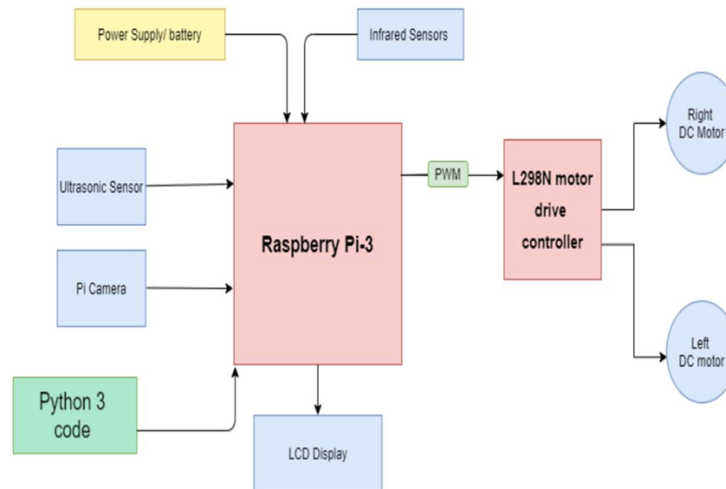 Power Supply/ battery
Infrared Sensors
Right
DC Motor
Ultrasonic Sensor
PWM
L298N motor
drive
controller
Raspberry Pi-3
Pi Camera
Left
DC motor
Python 3
code
LCD Display